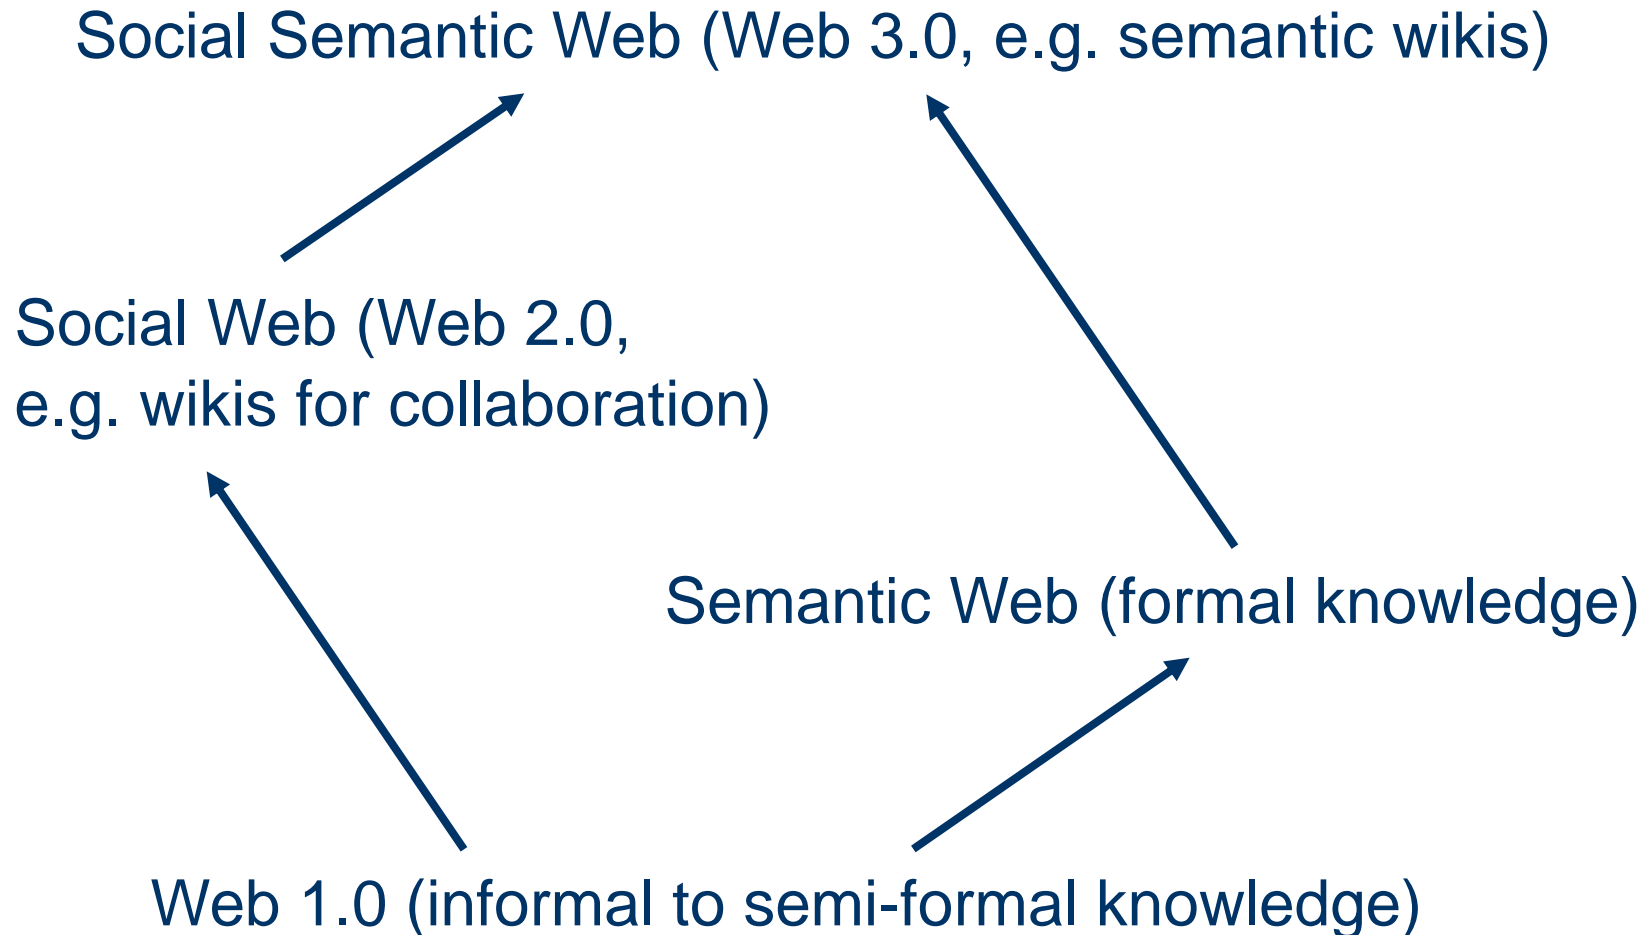 Social Semantic Web (Web 3.0, e.g. semantic wikis)
Social Web (Web 2.0,
e.g. wikis for collaboration)
Semantic Web (formal knowledge)
Web 1.0 (informal to semi-formal knowledge)